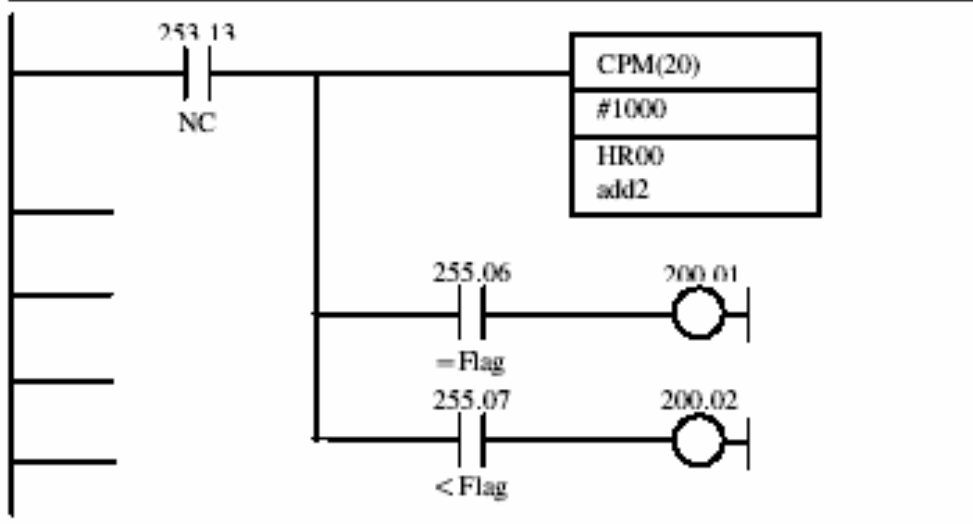 253.13
CPM(20)
NC
#1000
HR00
add2
255.06
200.01
=Flag
255.07
200.02
<Flag